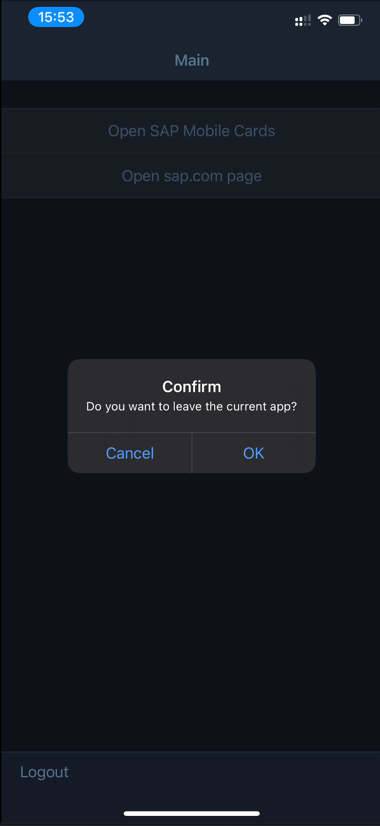 15:53
Main
Open SAP Mobile Cards
Open sap.com page
Confirm
Do you want to leave the current app?
Cancel
OK
Logout